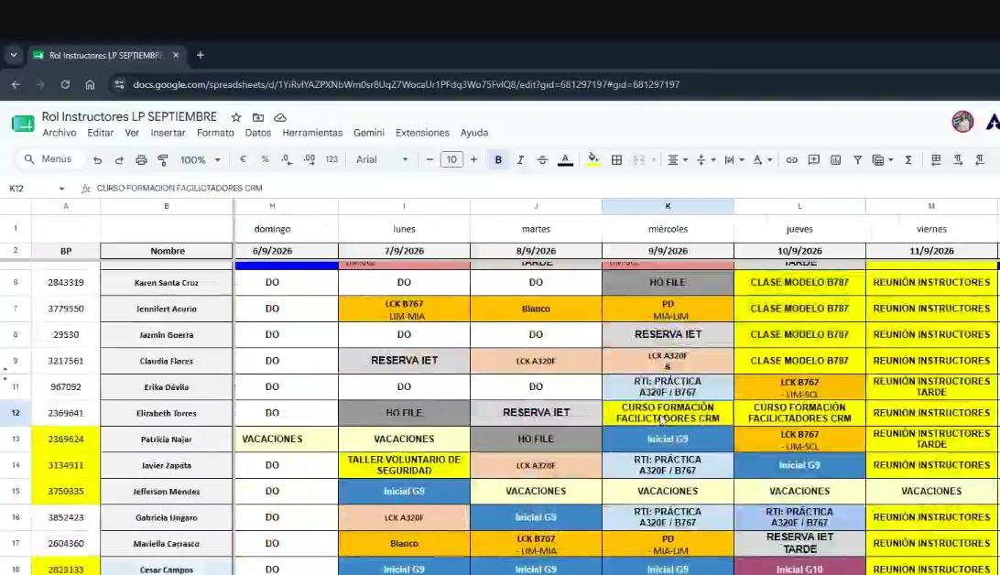 Rol Instructores LP SEPTIEMBRE
docs.google.com/spreadsheets/d/1YiRvlYAZPXNbWm0sr8UqZ7WocaUr1PFdq3Wo75FvIQ8/edit?gid=681297197#gid=681297197
Rol Instructores LP SEPTIEMBRE
Archivo Editar Ver Insertar Formato Datos Herramientas Gemini Extensiones Ayuda
Menús 100% € % .0 .00 123 Arial 10 B I A
K12 fx CURSO FORMACION FACILICTADORES CRM
A B H I J K L M
1 domingo lunes martes miércoles jueves viernes
2 BP Nombre 6/9/2026 7/9/2026 8/9/2026 9/9/2026 10/9/2026 11/9/2026
TARDE TARDE
6 2843319 Karen Santa Cruz DO DO DO HO FILE CLASE MODELO B787 REUNIÓN INSTRUCTORES
7 3779550 Jennifert Acurio DO LCK B767 - LIM-MIA Blanco PD - MIA-LIM CLASE MODELO B787 REUNIÓN INSTRUCTORES
8 29530 Jazmin Guerra DO DO DO RESERVA IET CLASE MODELO B787 REUNIÓN INSTRUCTORES
9 3217561 Claudia Flores DO RESERVA IET LCK A320F LCK A320F & CLASE MODELO B787 REUNIÓN INSTRUCTORES
11 967092 Erika Dávila DO DO DO RTI: PRÁCTICA A320F / B767 LCK B767 - LIM-SCL REUNIÓN INSTRUCTORES TARDE
12 2369641 Elizabeth Torres DO HO FILE RESERVA IET CURSO FORMACIÓN FACILICTADORES CRM CURSO FORMACIÓN FACILICTADORES CRM REUNIÓN INSTRUCTORES
13 2369624 Patricia Najar VACACIONES VACACIONES HO FILE Inicial G9 LCK B767 - LIM-SCL REUNIÓN INSTRUCTORES TARDE
14 3134911 Javier Zapata DO TALLER VOLUNTARIO DE SEGURIDAD LCK A320F RTI: PRÁCTICA A320F / B767 Inicial G9 REUNIÓN INSTRUCTORES
15 3750335 Jefferson Mendez DO Inicial G9 VACACIONES VACACIONES VACACIONES VACACIONES
16 3852423 Gabriela Ungaro DO LCK A320F Inicial G9 RTI: PRÁCTICA A320F / B767 RTI: PRÁCTICA A320F / B767 REUNIÓN INSTRUCTORES
17 2604360 Mariella Carrasco DO Blanco LCK B767 - LIM-MIA PD - MIA-LIM RESERVA IET TARDE REUNIÓN INSTRUCTORES
18 2823133 Cesar Campos DO Inicial G9 Inicial G9 Inicial G9 Inicial G10 REUNIÓN INSTRUCTORES